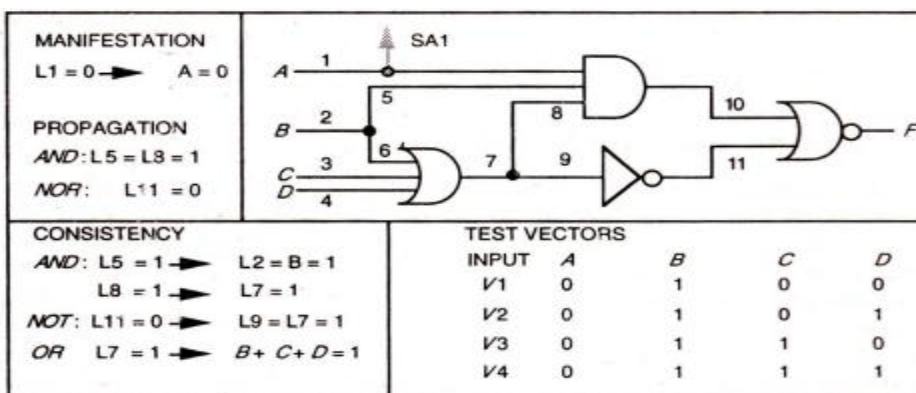 MANIFESTATION
L1 = 0 → A = 0
PROPAGATION
AND: L5 = L8 = 1
NOR: L11 = 0
SA1
A 1
5
B 2
6
C 3
D 4
7
8
9
10
11
F
CONSISTENCY
AND: L5 = 1 → L2 = B = 1
L8 = 1 → L7 = 1
NOT: L11 = 0 → L9 = L7 = 1
OR L7 = 1 → B + C + D = 1
TEST VECTORS
INPUT A B C D
V1 0 1 0 0
V2 0 1 0 1
V3 0 1 1 0
V4 0 1 1 1